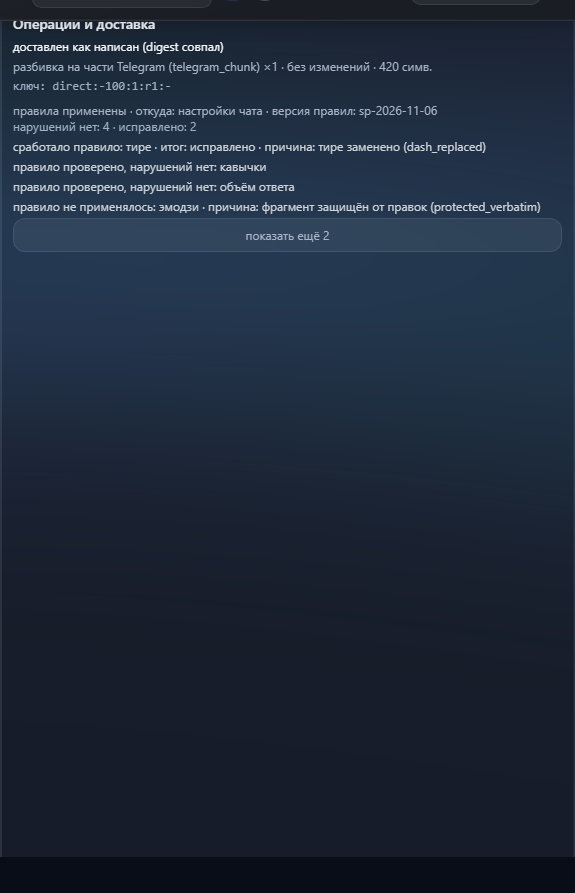 Операции и доставка
доставлен как написан (digest совпал)
разбивка на части Telegram (telegram_chunk) ×1 · без изменений · 420 симв.
ключ: direct:-100:1:r1:-
правила применены · откуда: настройки чата · версия правил: sp-2026-11-06
нарушений нет: 4 · исправлено: 2
сработало правило: тире · итог: исправлено · причина: тире заменено (dash_replaced)
правило проверено, нарушений нет: кавычки
правило проверено, нарушений нет: объём ответа
правило не применялось: эмодзи · причина: фрагмент защищён от правок (protected_verbatim)
показать ещё 2